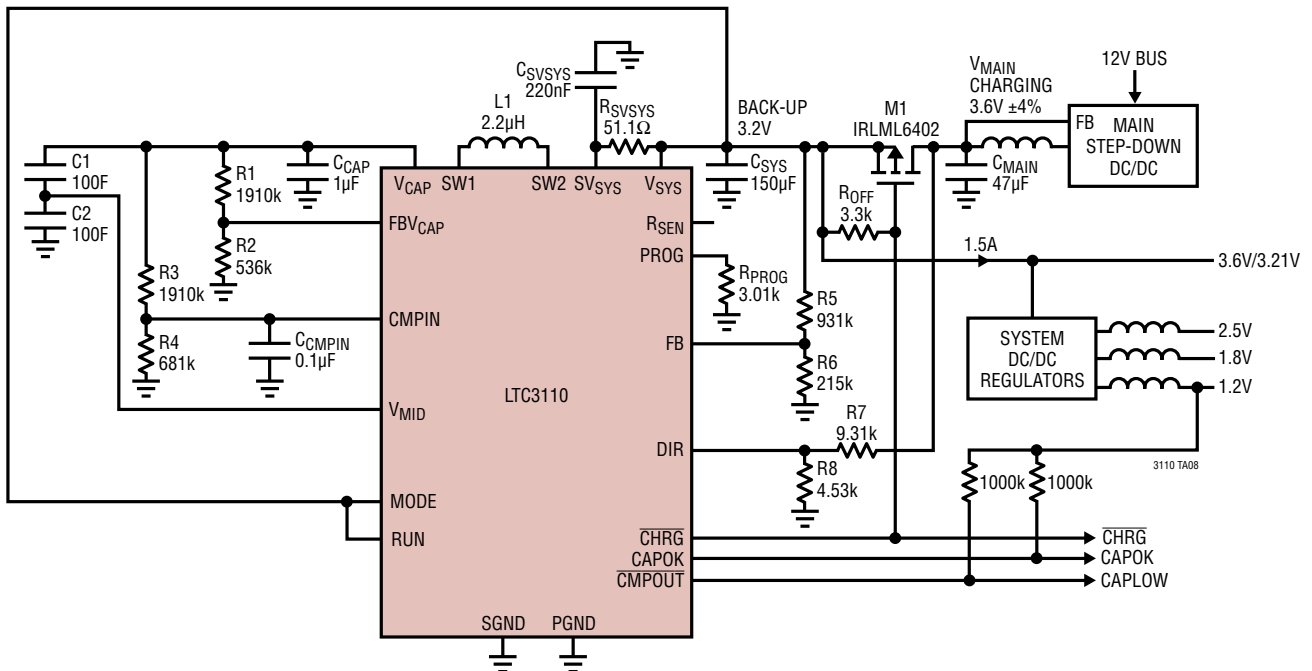 12V BUS
V_MAIN
CHARGING
3.6V ±4%
C_SVSYS
220nF
R_SVSYS
51.1Ω
BACK-UP
3.2V
M1
IRLML6402
L1
2.2µH
FB
MAIN
STEP-DOWN
DC/DC
C1
100F
C2
100F
R1
1910k
C_CAP
1µF
V_CAP
SW1
SW2
SV_SYS
V_SYS
C_SYS
150µF
C_MAIN
47µF
R_OFF
3.3k
R2
536k
FBV_CAP
R_SEN
PROG
R_PROG
3.01k
1.5A
3.6V/3.21V
R3
1910k
R4
681k
CMPIN
C_CMPIN
0.1µF
FB
R5
931k
R6
215k
SYSTEM
DC/DC
REGULATORS
2.5V
1.8V
1.2V
LTC3110
V_MID
DIR
R7
9.31k
R8
4.53k
3110 TA08
1000k
1000k
MODE
RUN
CHRG
CAPOK
CMPOUT
CHRG
CAPOK
CAPLOW
SGND
PGND